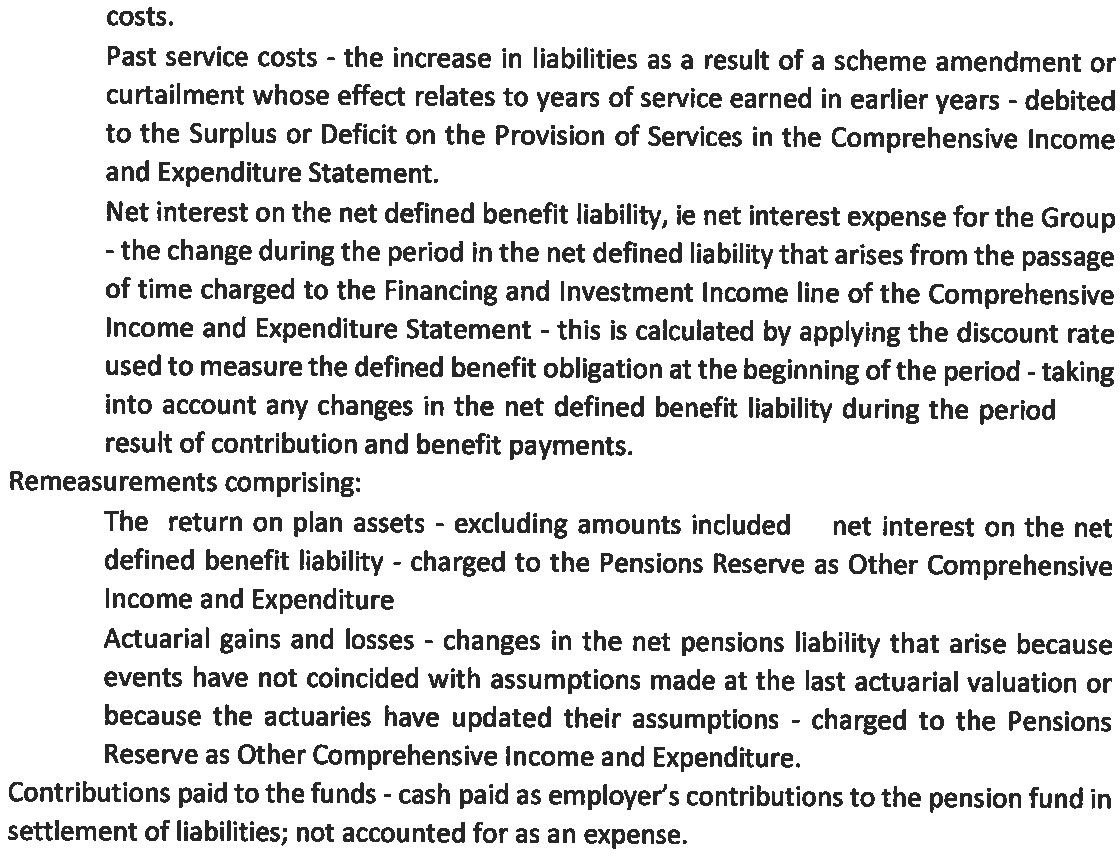 costs.
Past service costs - the increase in liabilities as a result of a scheme amendment or
curtailment whose effect relates to years of service earned in earlier years - debited
to the Surplus or Deficit on the Provision of Services in the Comprehensive Income
and Expenditure Statement.
Net interest on the net defined benefit liability, ie net interest expense for the Group
- the change during the period in the net defined liability that arises from the passage
of time charged to the Financing and Investment Income line of the Comprehensive
Income and Expenditure Statement - this is calculated by applying the discount rate
used to measure the defined benefit obligation at the beginning of the period - taking
into account any changes in the net defined benefit liability during the period
result of contribution and benefit payments.
Remeasurements comprising:
The return on plan assets - excluding amounts included net interest on the net
defined benefit liability - charged to the Pensions Reserve as Other Comprehensive
Income and Expenditure
Actuarial gains and losses - changes in the net pensions liability that arise because
events have not coincided with assumptions made at the last actuarial valuation or
because the actuaries have updated their assumptions - charged to the Pensions
Reserve as Other Comprehensive Income and Expenditure.
Contributions paid to the funds - cash paid as employer's contributions to the pension fund in
settlement of liabilities; not accounted for as an expense.